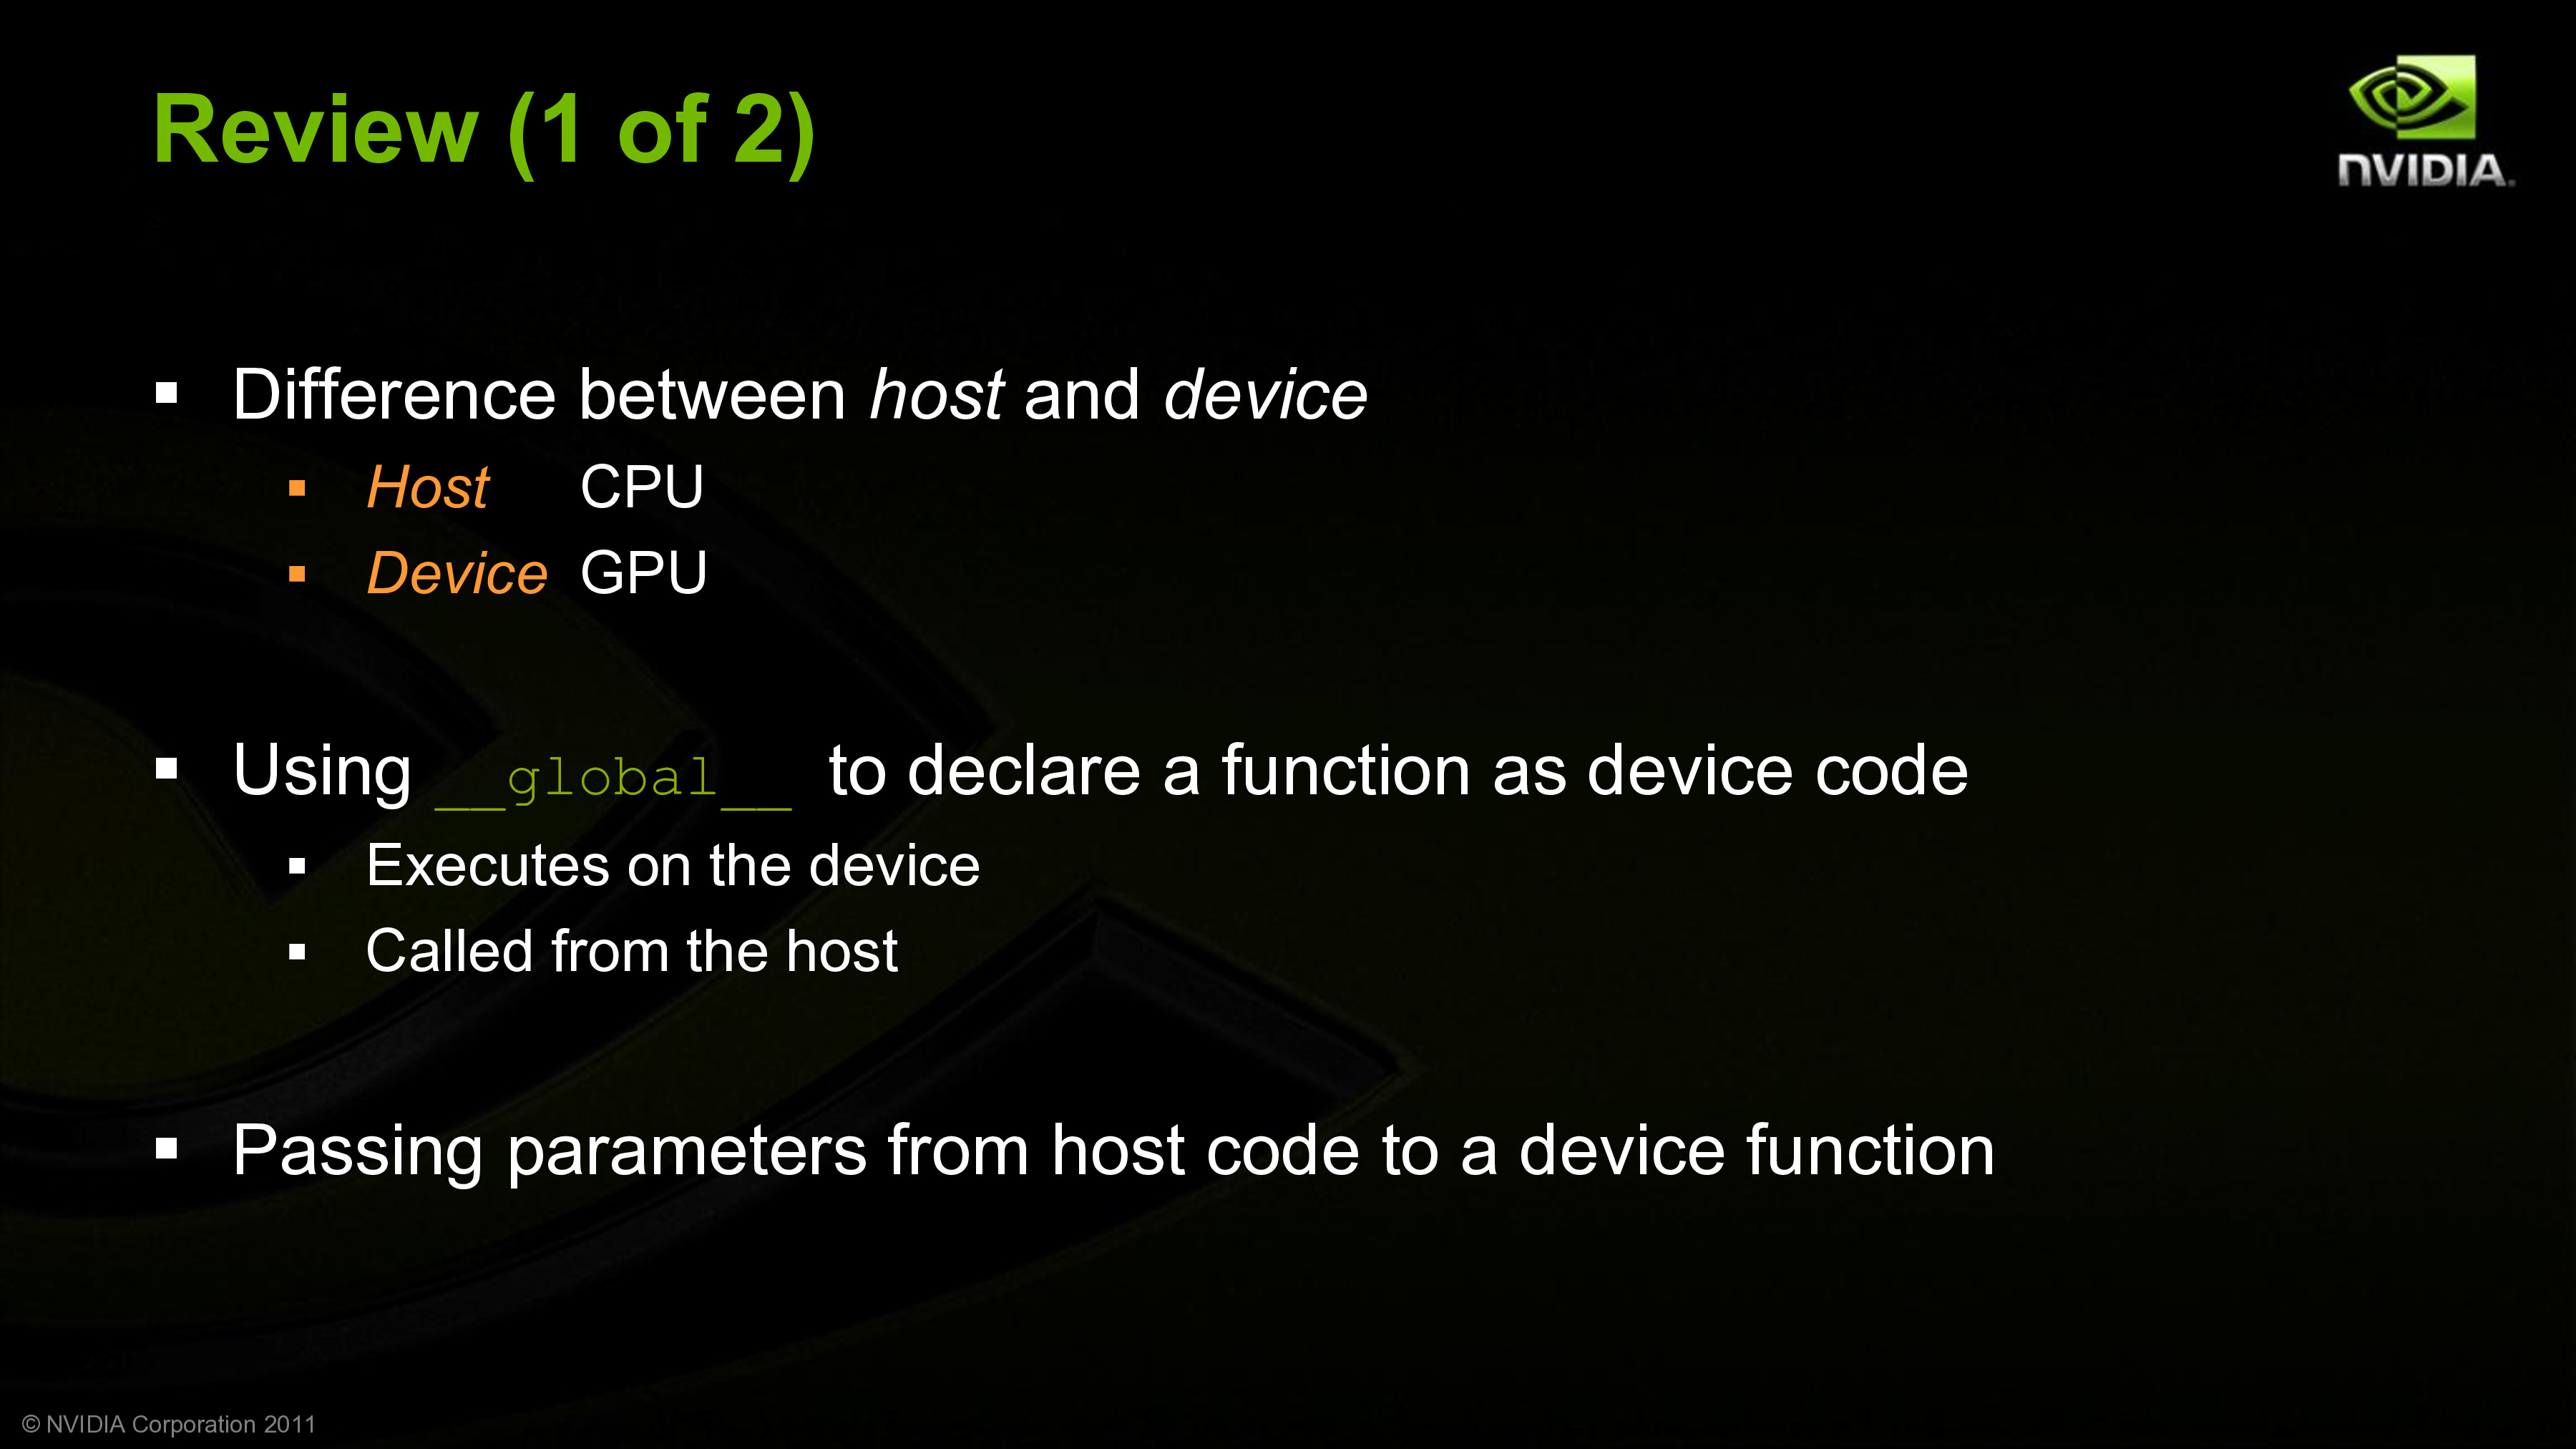 Review (1 of 2)
NVIDIA.
▪ Difference between host and device
▪ Host CPU
▪ Device GPU
▪ Using __global__ to declare a function as device code
▪ Executes on the device
▪ Called from the host
▪ Passing parameters from host code to a device function
© NVIDIA Corporation 2011